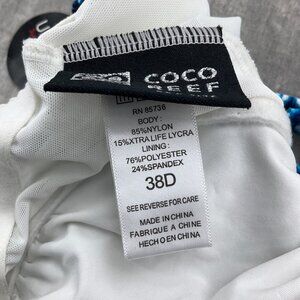 COCO
REEF
RN 85736
BODY:
85%NYLON
15%XTRA LIFE LYCRA
LINING:
76%POLYESTER
24%SPANDEX
38D
SEE REVERSE FOR CARE
MADE IN CHINA
FABRIQUE A CHINE
HECHO EN CHINA